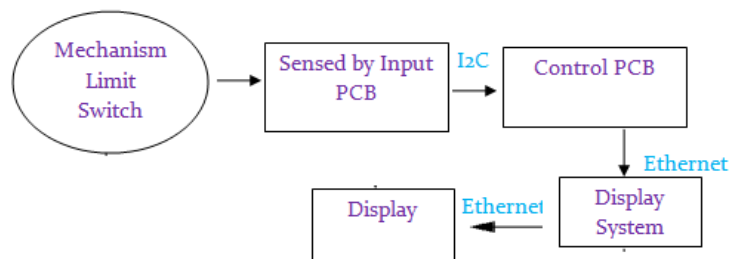 Mechanism
Limit
Switch
Sensed by Input
PCB
I2C
Control PCB
Ethernet
Display
System
Ethernet
Display